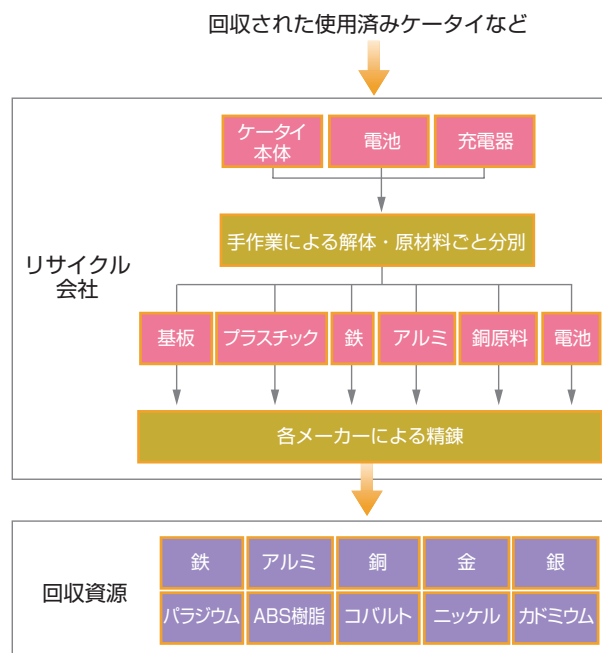 回収された使用済みケータイなど
ケータイ
本体
電池
充電器
手作業による解体・原材料ごと分別
リサイクル
会社
基板
プラスチック
鉄
アルミ
銅原料
電池
各メーカーによる精錬
回収資源
鉄
アルミ
銅
金
銀
パラジウム
ABS樹脂
コバルト
ニッケル
カドミウム